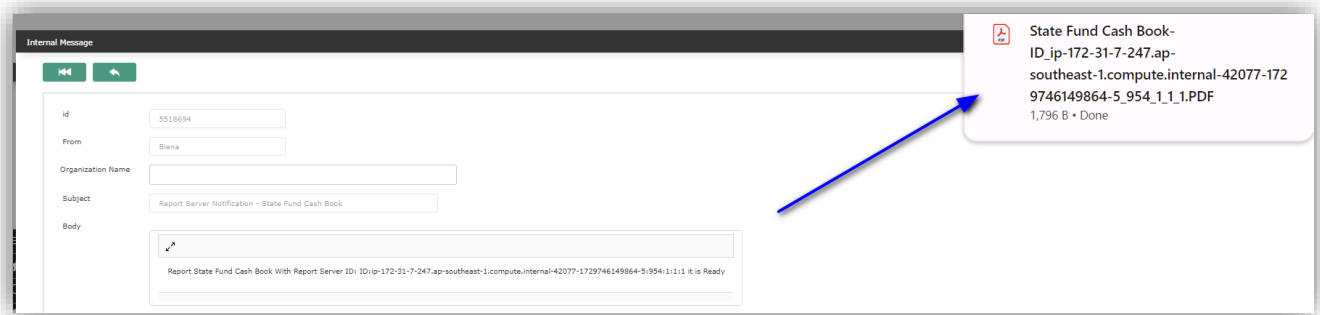 Internal Message
id
5518694
From
Biena
Organization Name
Subject
Report Server Notification - State Fund Cash Book
Body
Report State Fund Cash Book With Report Server ID: ID:ip-172-31-7-247.ap-southeast-1.compute.internal-42077-1729746149864-5:954:1:1:1 it is Ready
PDF
State Fund Cash Book-
ID_ip-172-31-7-247.ap-
southeast-1.compute.internal-42077-172
9746149864-5_954_1_1_1.PDF
1,796 B • Done